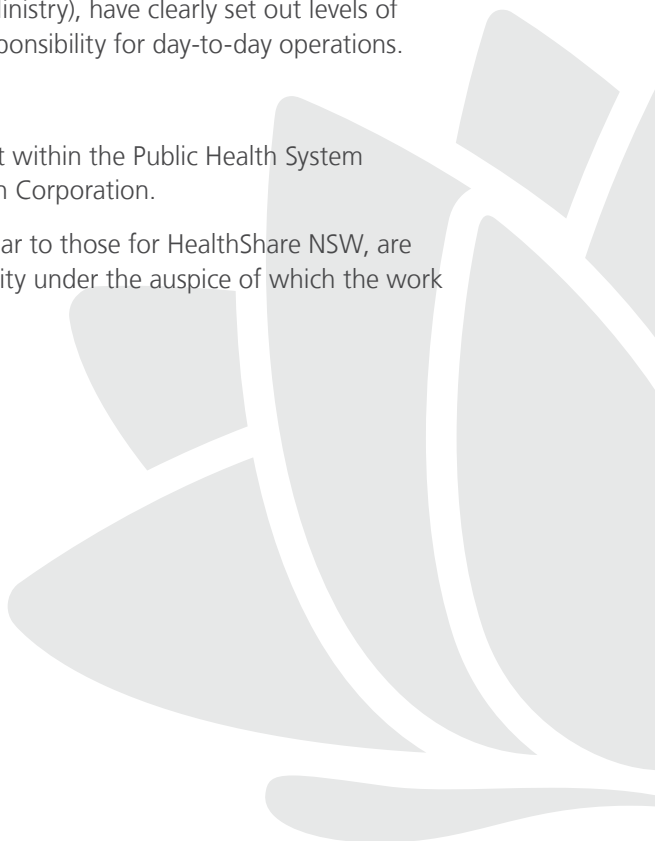 inistry), have clearly set out levels of
ponsibility for day-to-day operations.
t within the Public Health System
n Corporation.
ar to those for HealthShare NSW, are
ity under the auspice of which the work